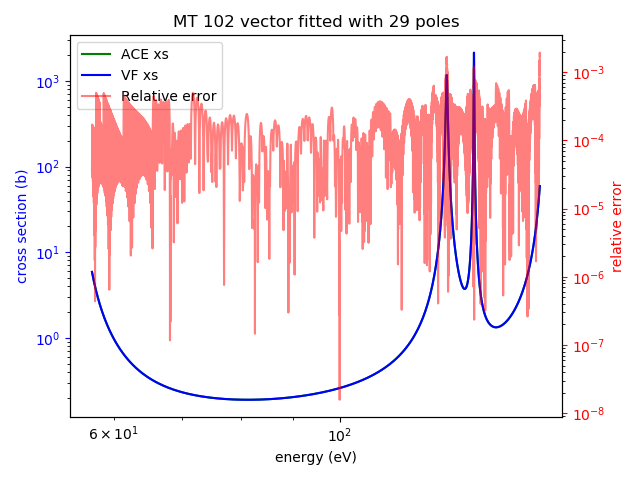 MT 102 vector fitted with 29 poles
ACE xs
VF xs
Relative error
10³
10²
10¹
10⁰
cross section (b)
10⁻³
10⁻⁴
10⁻⁵
10⁻⁶
10⁻⁷
10⁻⁸
relative error
6 × 10¹
10²
energy (eV)